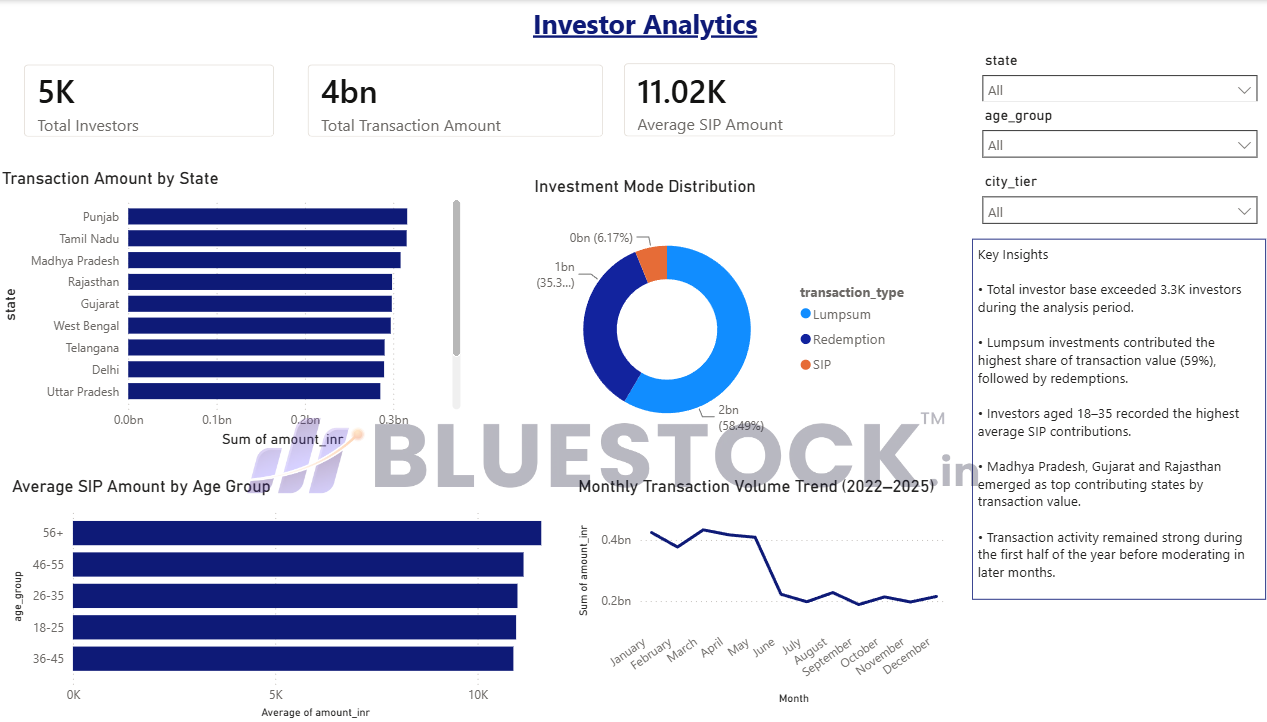 Investor Analytics
5K
Total Investors
4bn
Total Transaction Amount
11.02K
Average SIP Amount
state
All
age_group
All
city_tier
All
Transaction Amount by State
state
Punjab
Tamil Nadu
Madhya Pradesh
Rajasthan
Gujarat
West Bengal
Telangana
Delhi
Uttar Pradesh
0.0bn 0.1bn 0.2bn 0.3bn
Sum of amount_inr
Investment Mode Distribution
0bn (6.17%)
1bn
(35.3...)
2bn
(58.49%)
transaction_type
Lumpsum
Redemption
SIP
Key Insights
• Total investor base exceeded 3.3K investors
during the analysis period.
• Lumpsum investments contributed the
highest share of transaction value (59%),
followed by redemptions.
• Investors aged 18–35 recorded the highest
average SIP contributions.
• Madhya Pradesh, Gujarat and Rajasthan
emerged as top contributing states by
transaction value.
• Transaction activity remained strong during
the first half of the year before moderating in
later months.
BLUESTOCK.in
TM
Average SIP Amount by Age Group
age_group
56+
46-55
26-35
18-25
36-45
0K 5K 10K
Average of amount_inr
Monthly Transaction Volume Trend (2022–2025)
Sum of amount_inr
0.4bn
0.2bn
January February March April May June July August September October November December
Month